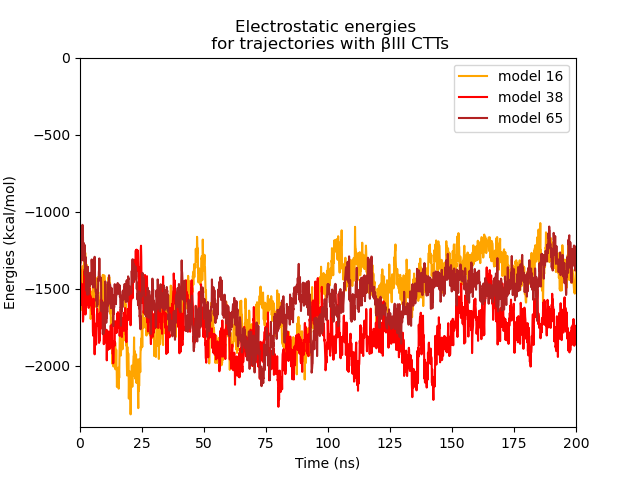 Electrostatic energies
for trajectories with βIII CTTs
model 16
model 38
model 65
Energies (kcal/mol)
0
−500
−1000
−1500
−2000
0 25 50 75 100 125 150 175 200
Time (ns)